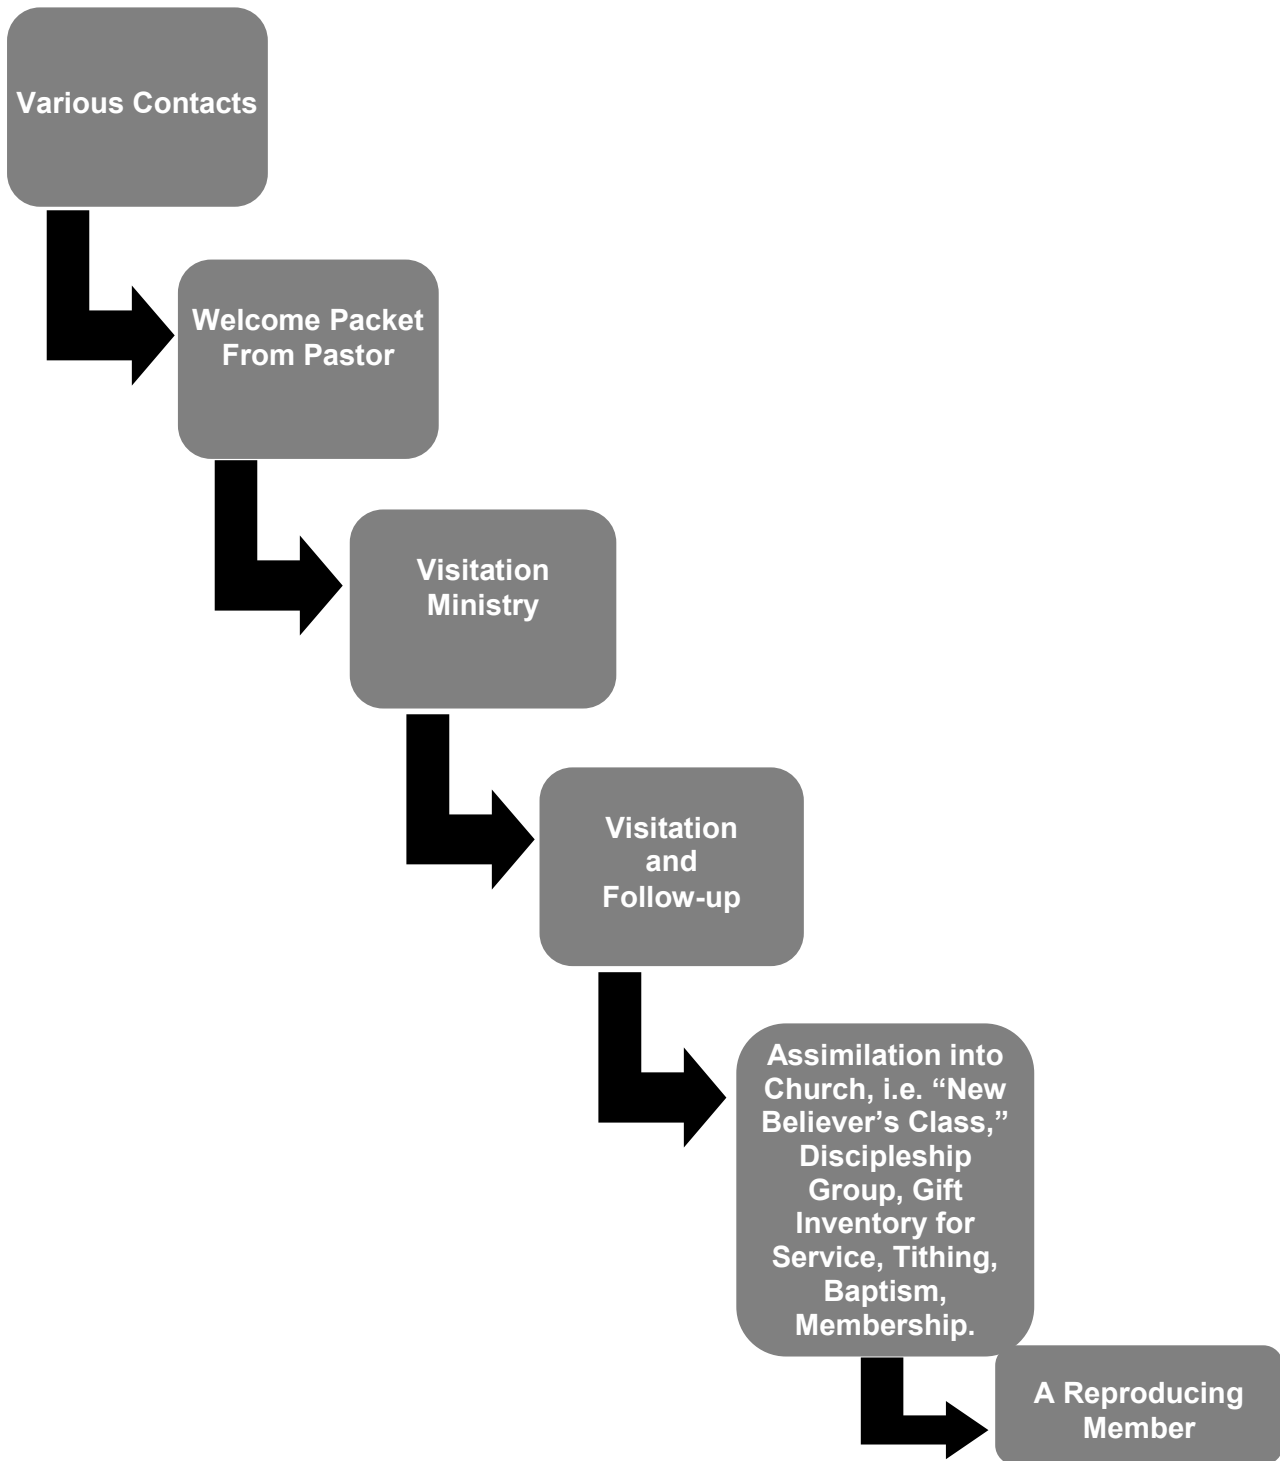 Various Contacts
Welcome Packet
From Pastor
Visitation
Ministry
Visitation
and
Follow-up
Assimilation into
Church, i.e. “New
Believer’s Class,”
Discipleship
Group, Gift
Inventory for
Service, Tithing,
Baptism,
Membership.
A Reproducing
Member